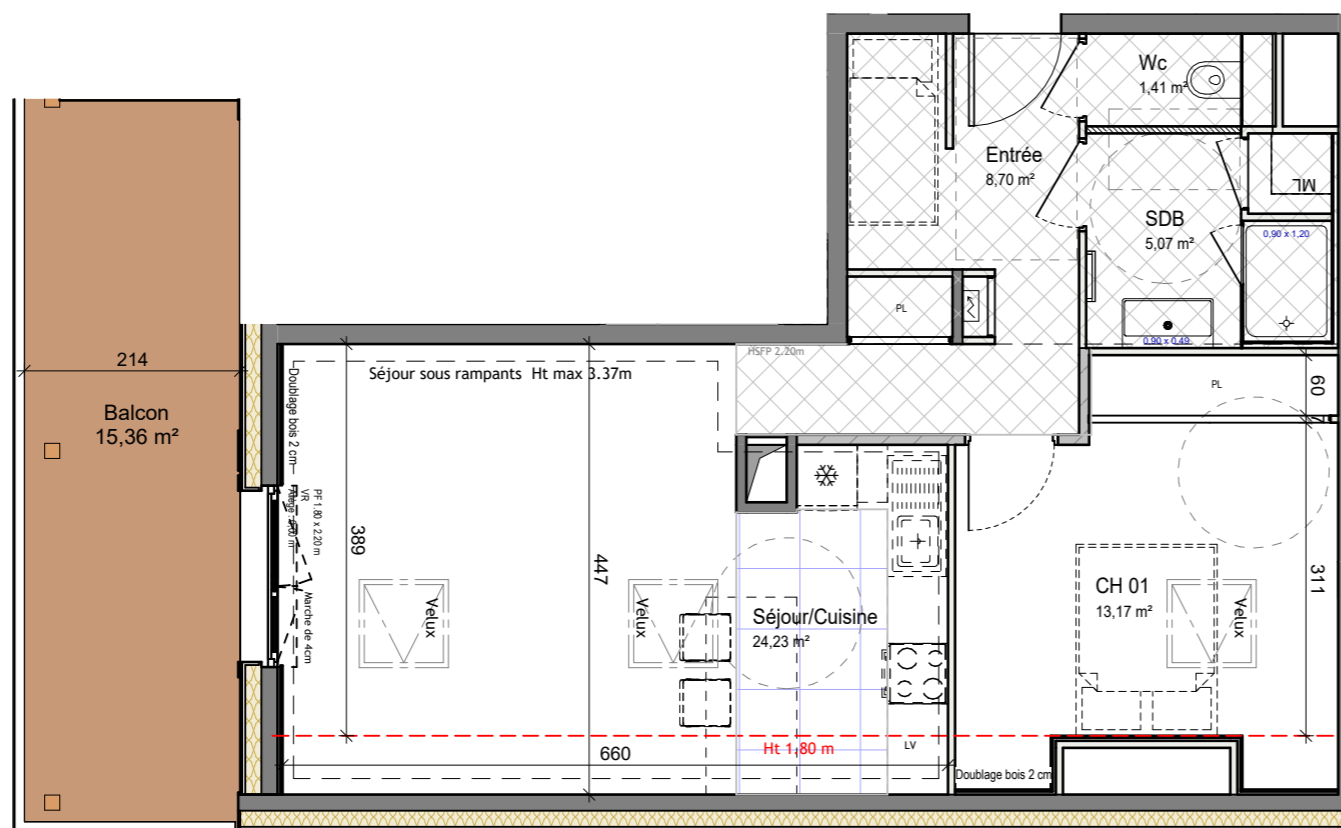 Wc
1,41 m²
Entrée
8,70 m²
ML
SDB
5,07 m²
0.90 x 1.20
PL
0.90 x 0.49
HSFP 2.20m
Séjour sous rampants Ht max 3.37m
214
Balcon
15,36 m²
Doublage bois 2 cm
PL
60
7
PF 1.80 x 2.20 m
VR
Marche de 4cm
389
447
311
Velux
Velux
Velux
Séjour/Cuisine
24,23 m²
CH 01
13,17 m²
Ht 1,80 m
660
LV
Doublage bois 2 cm